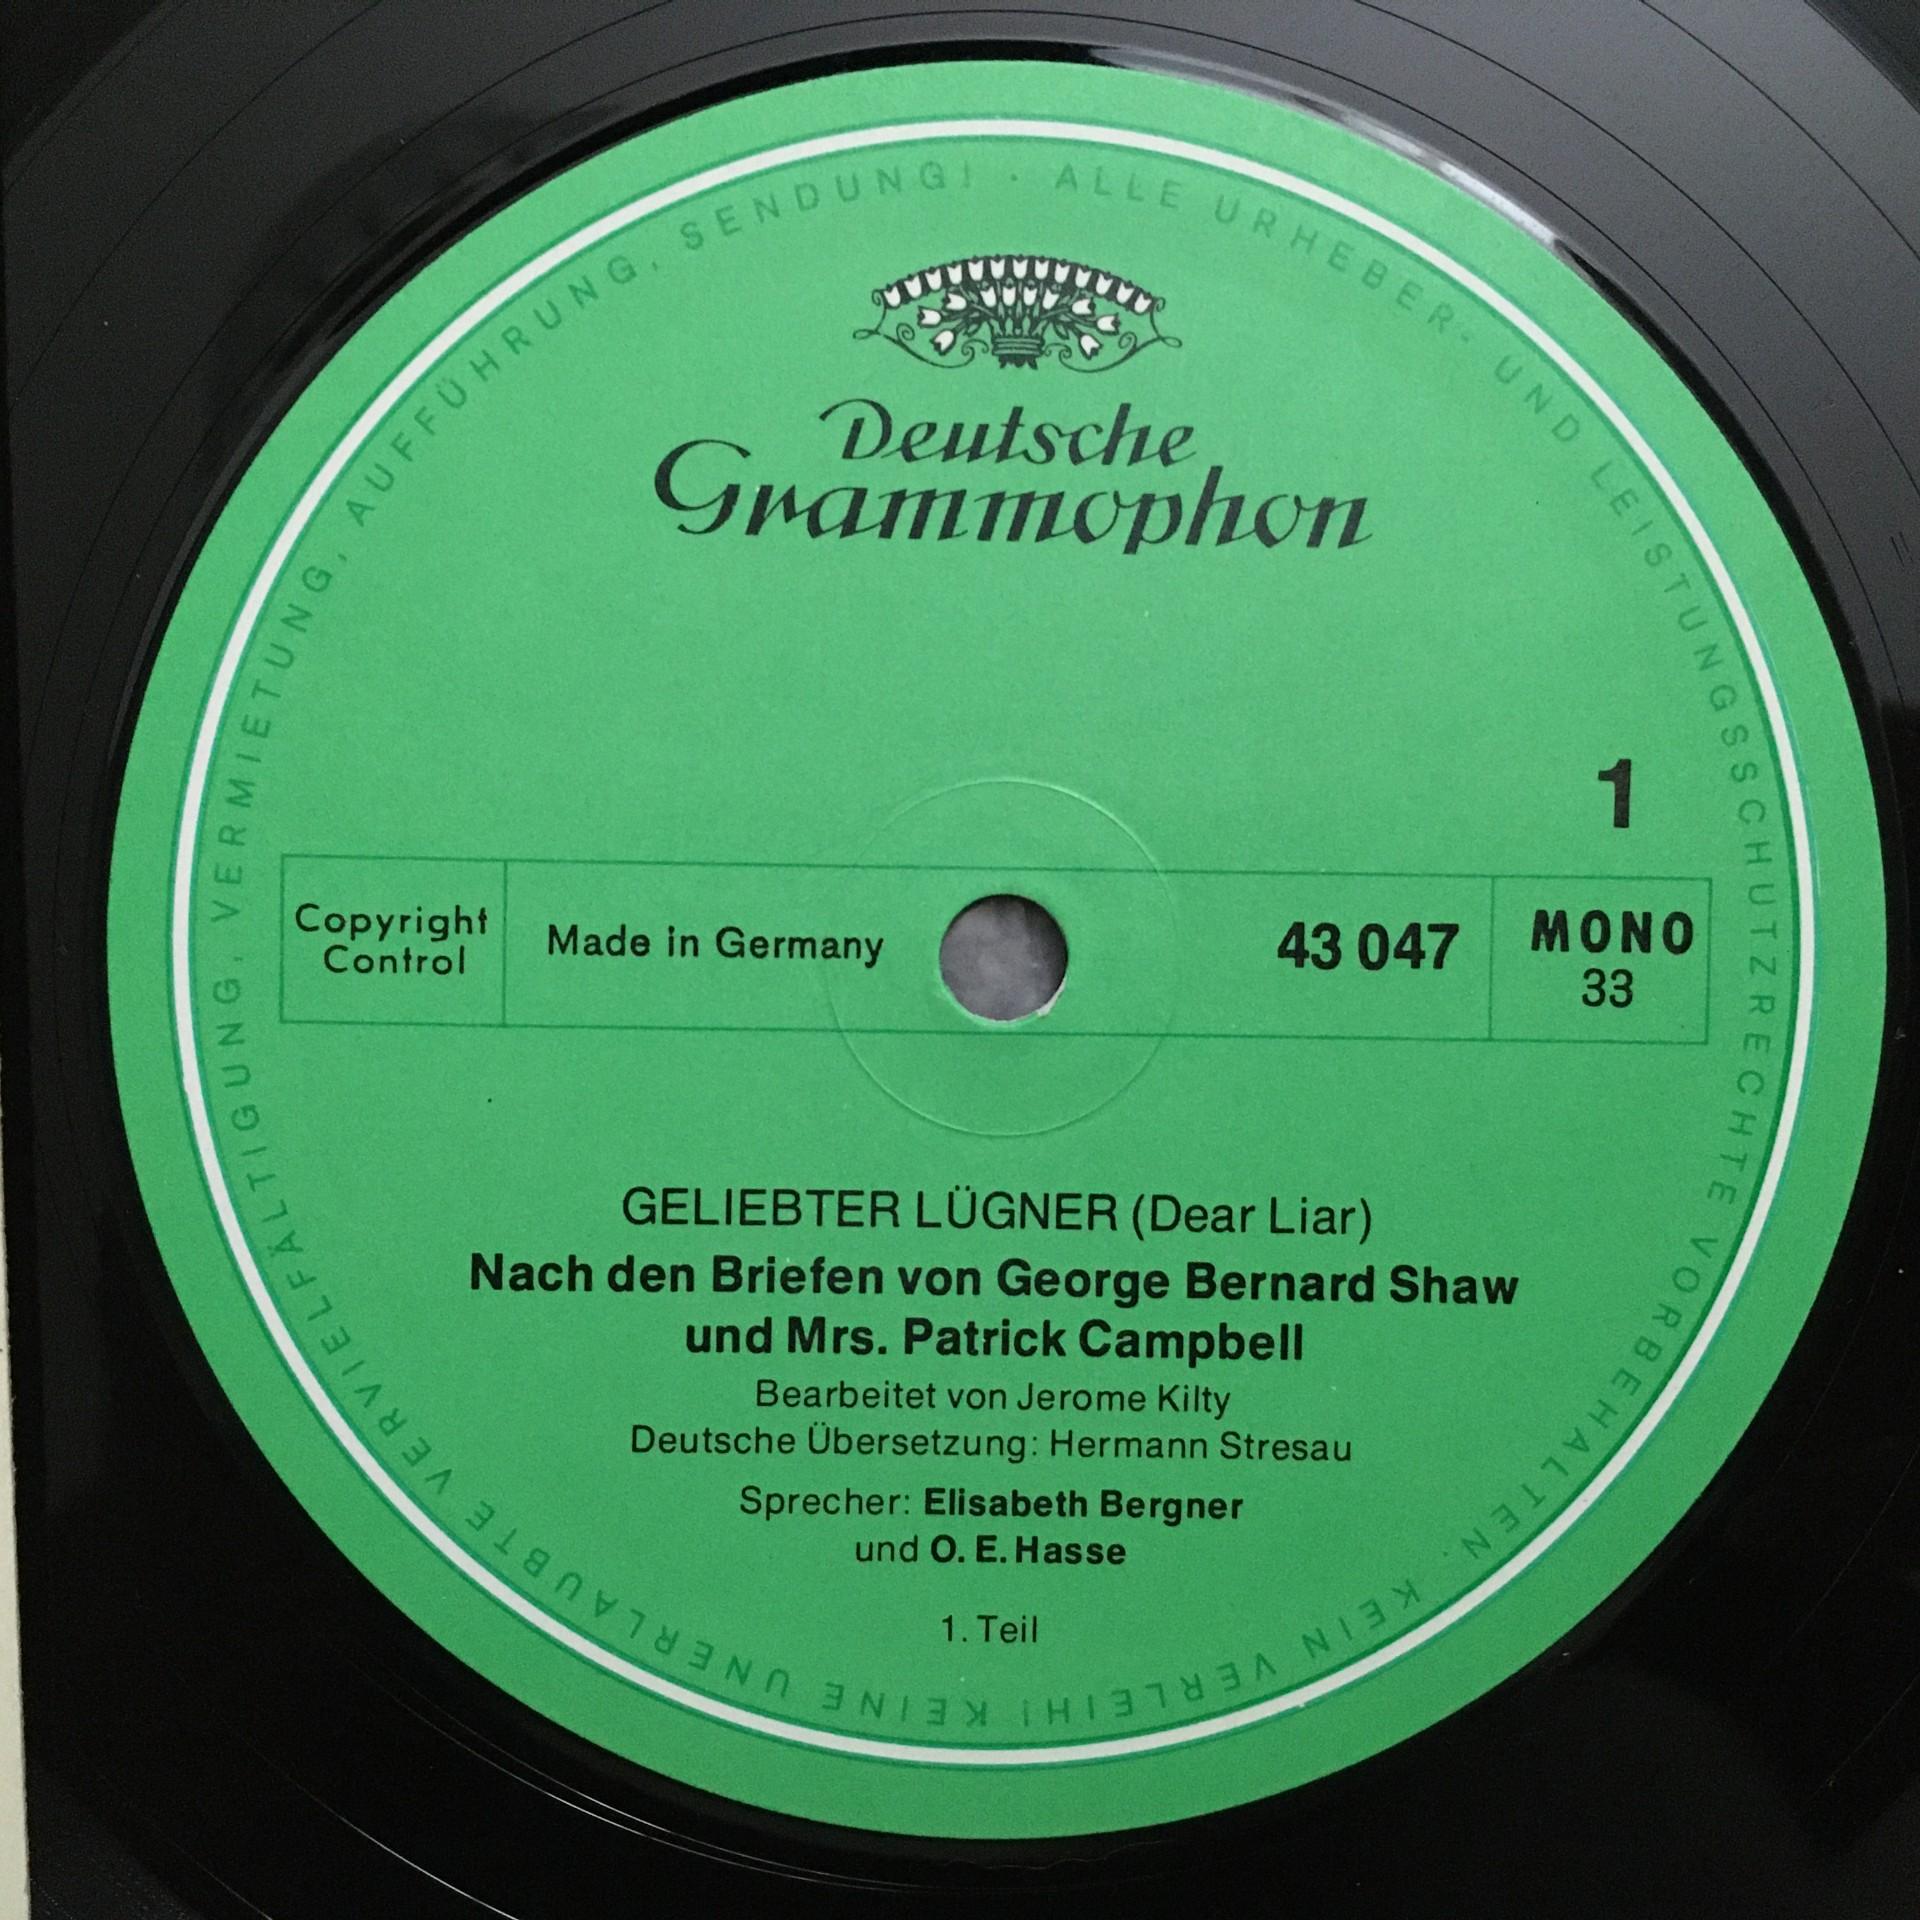 ALLE URHEBER- UND LEISTUNGSSCHUTZRECHTE VORBEHALTEN. KEIN VERLEIH! KEINE UNERLAUBTE VERVIELFÄLTIGUNG, VERMIETUNG, AUFFÜHRUNG, SENDUNG! ·
Deutsche
Grammophon
1
Copyright
Control
Made in Germany
43 047
MONO
33
GELIEBTER LÜGNER (Dear Liar)
Nach den Briefen von George Bernard Shaw
und Mrs. Patrick Campbell
Bearbeitet von Jerome Kilty
Deutsche Übersetzung: Hermann Stresau
Sprecher: Elisabeth Bergner
und O. E. Hasse
1. Teil